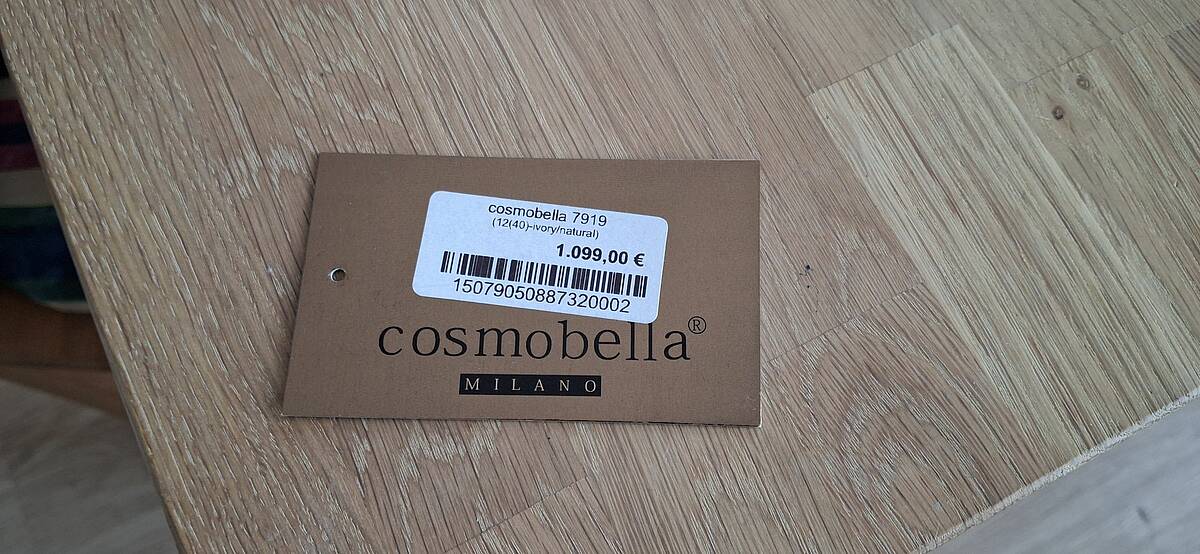 cosmobella 7919
(12(40)-ivory/natural)
1.099,00 €
15079050887320002
cosmobella®
MILANO